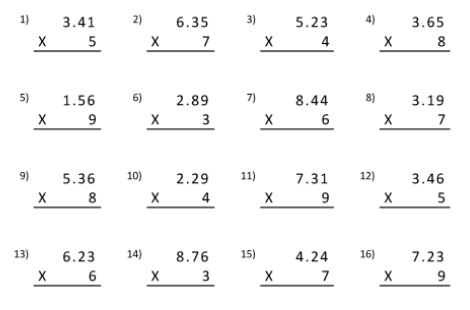 1) 3.41 2) 6.35 3) 5.23 4) 3.65
X 5 X 7 X 4 X 8
5) 1.56 6) 2.89 7) 8.44 8) 3.19
X 9 X 3 X 6 X 7
9) 5.36 10) 2.29 11) 7.31 12) 3.46
X 8 X 4 X 9 X 5
13) 6.23 14) 8.76 15) 4.24 16) 7.23
X 6 X 3 X 7 X 9